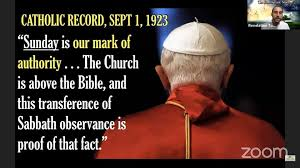 CATHOLIC RECORD, SEPT 1, 1923
“Sunday is our mark of
authority . . . The Church
is above the Bible, and
this transference of
Sabbath observance is
proof of that fact.”
zoom